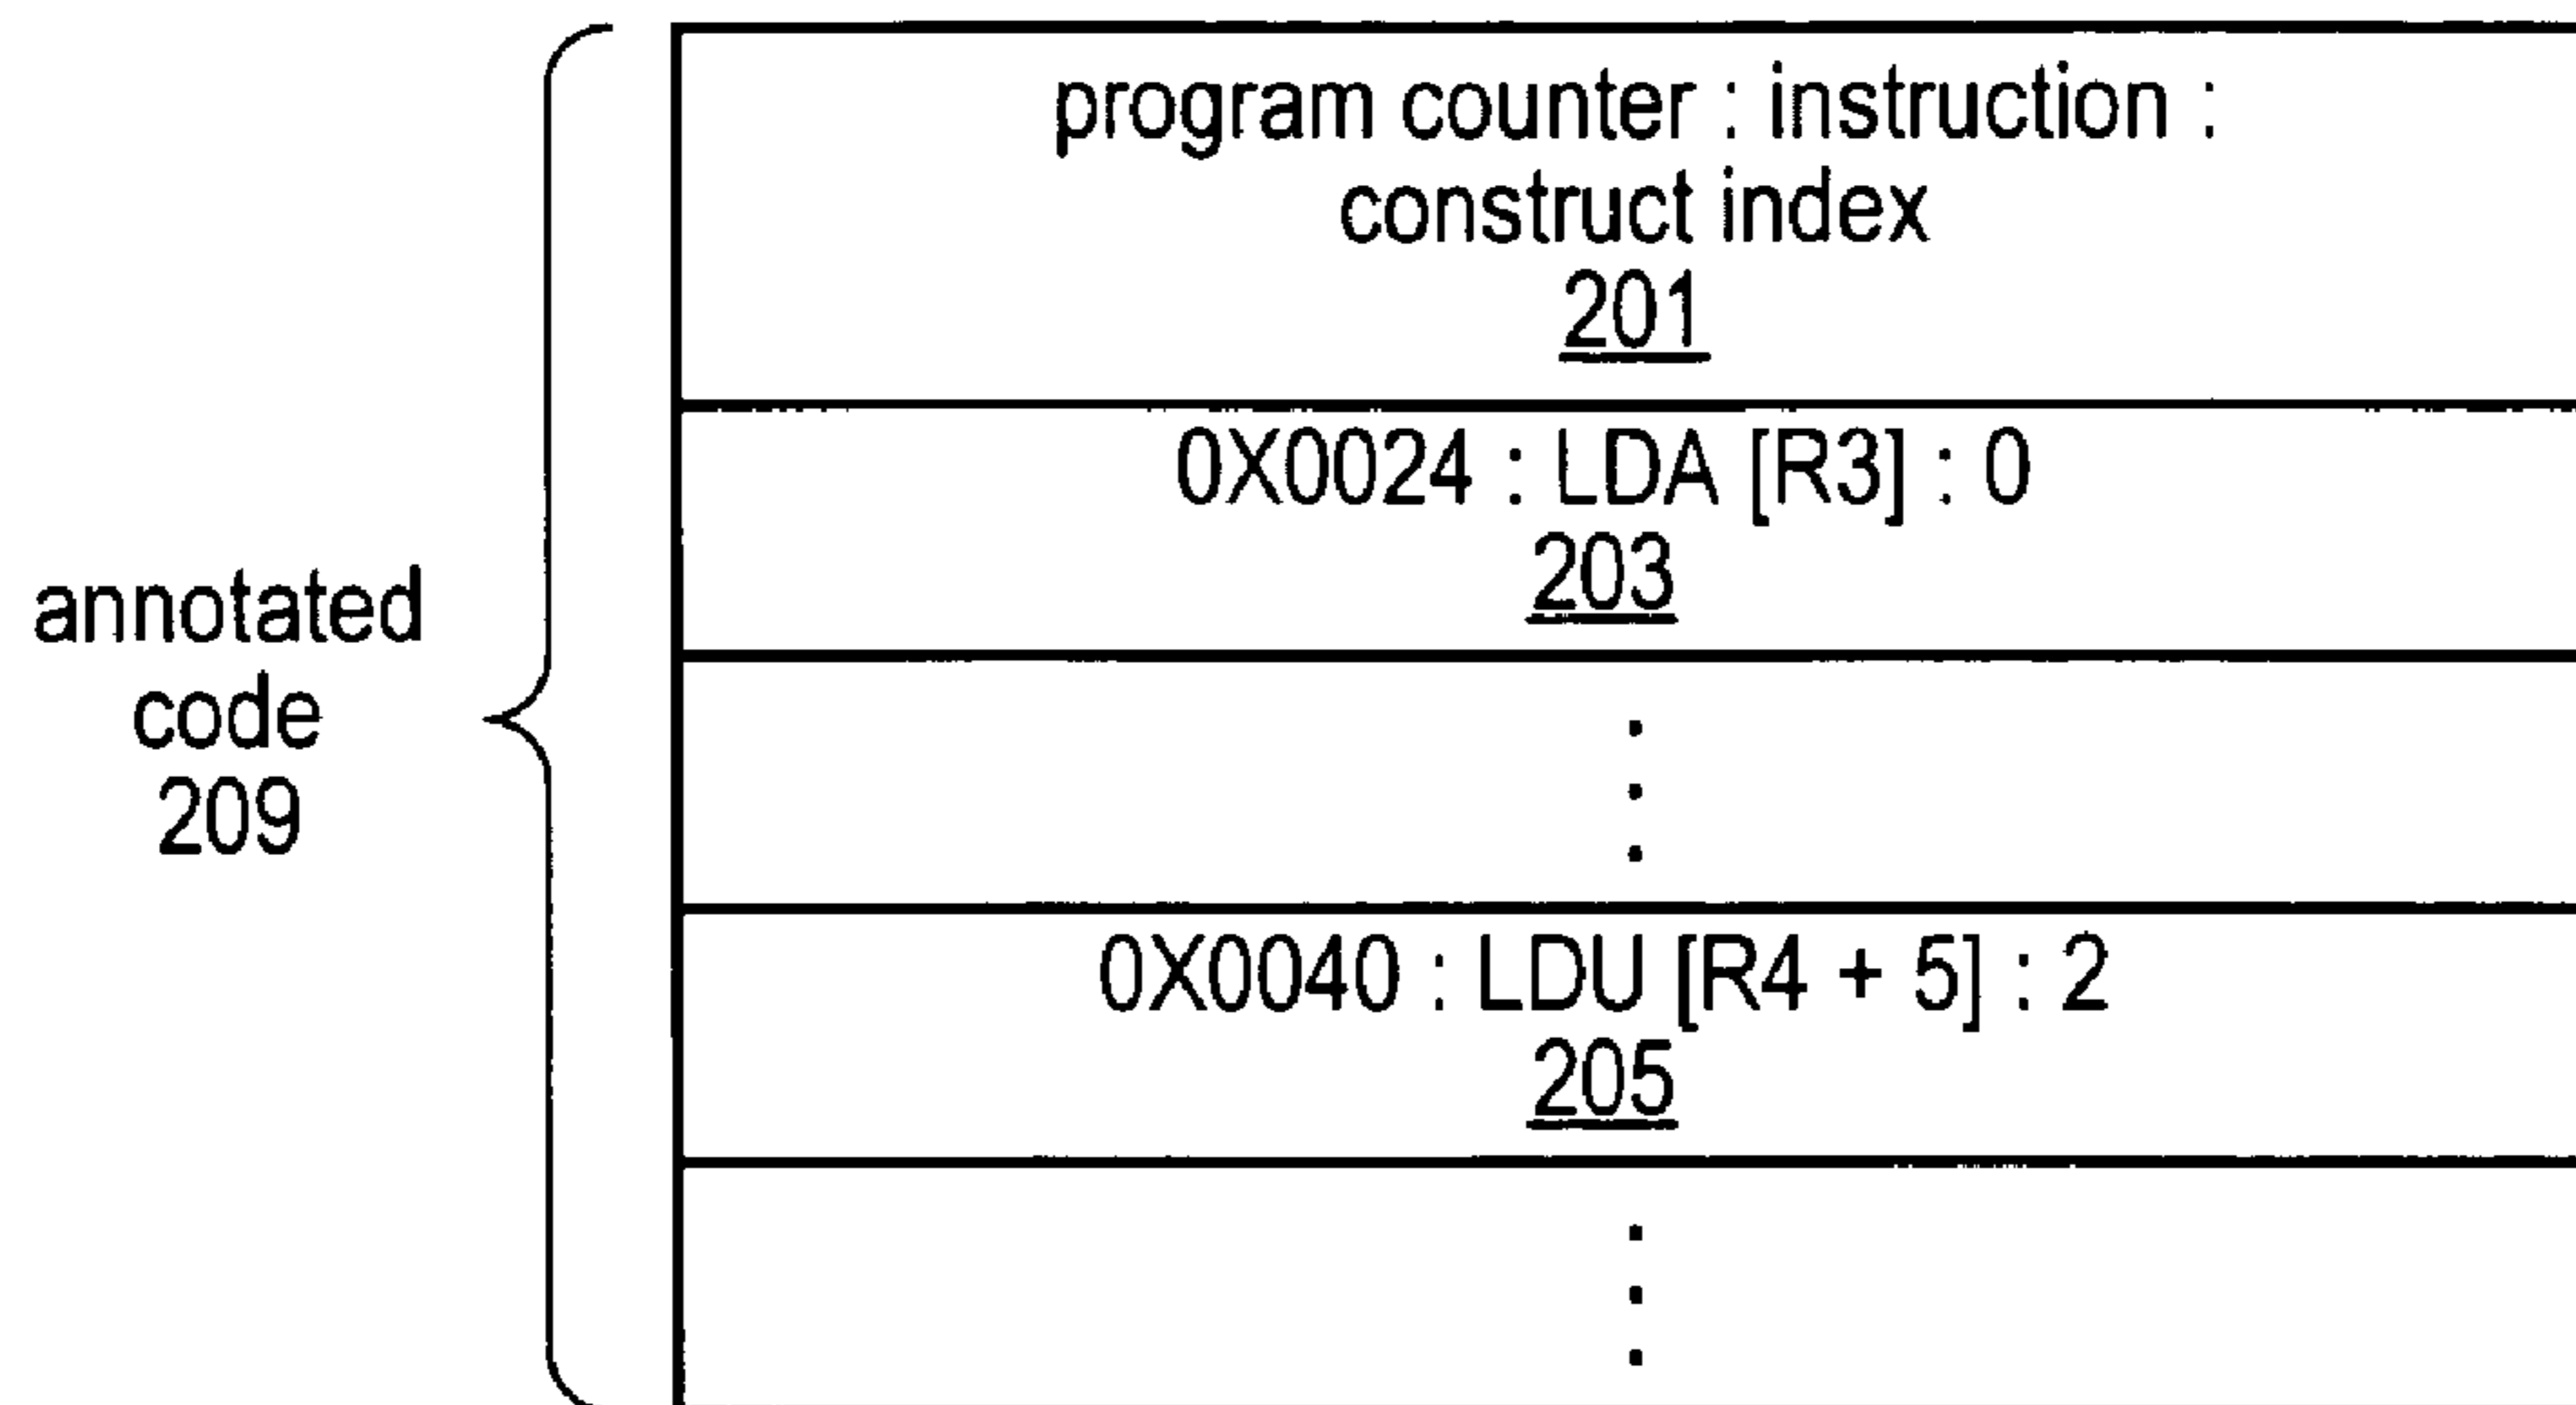 program counter : instruction :
construct index
201
0X0024 : LDA [R3] : 0
203
annotated
code
209
0X0040 : LDU [R4 + 5] : 2
205